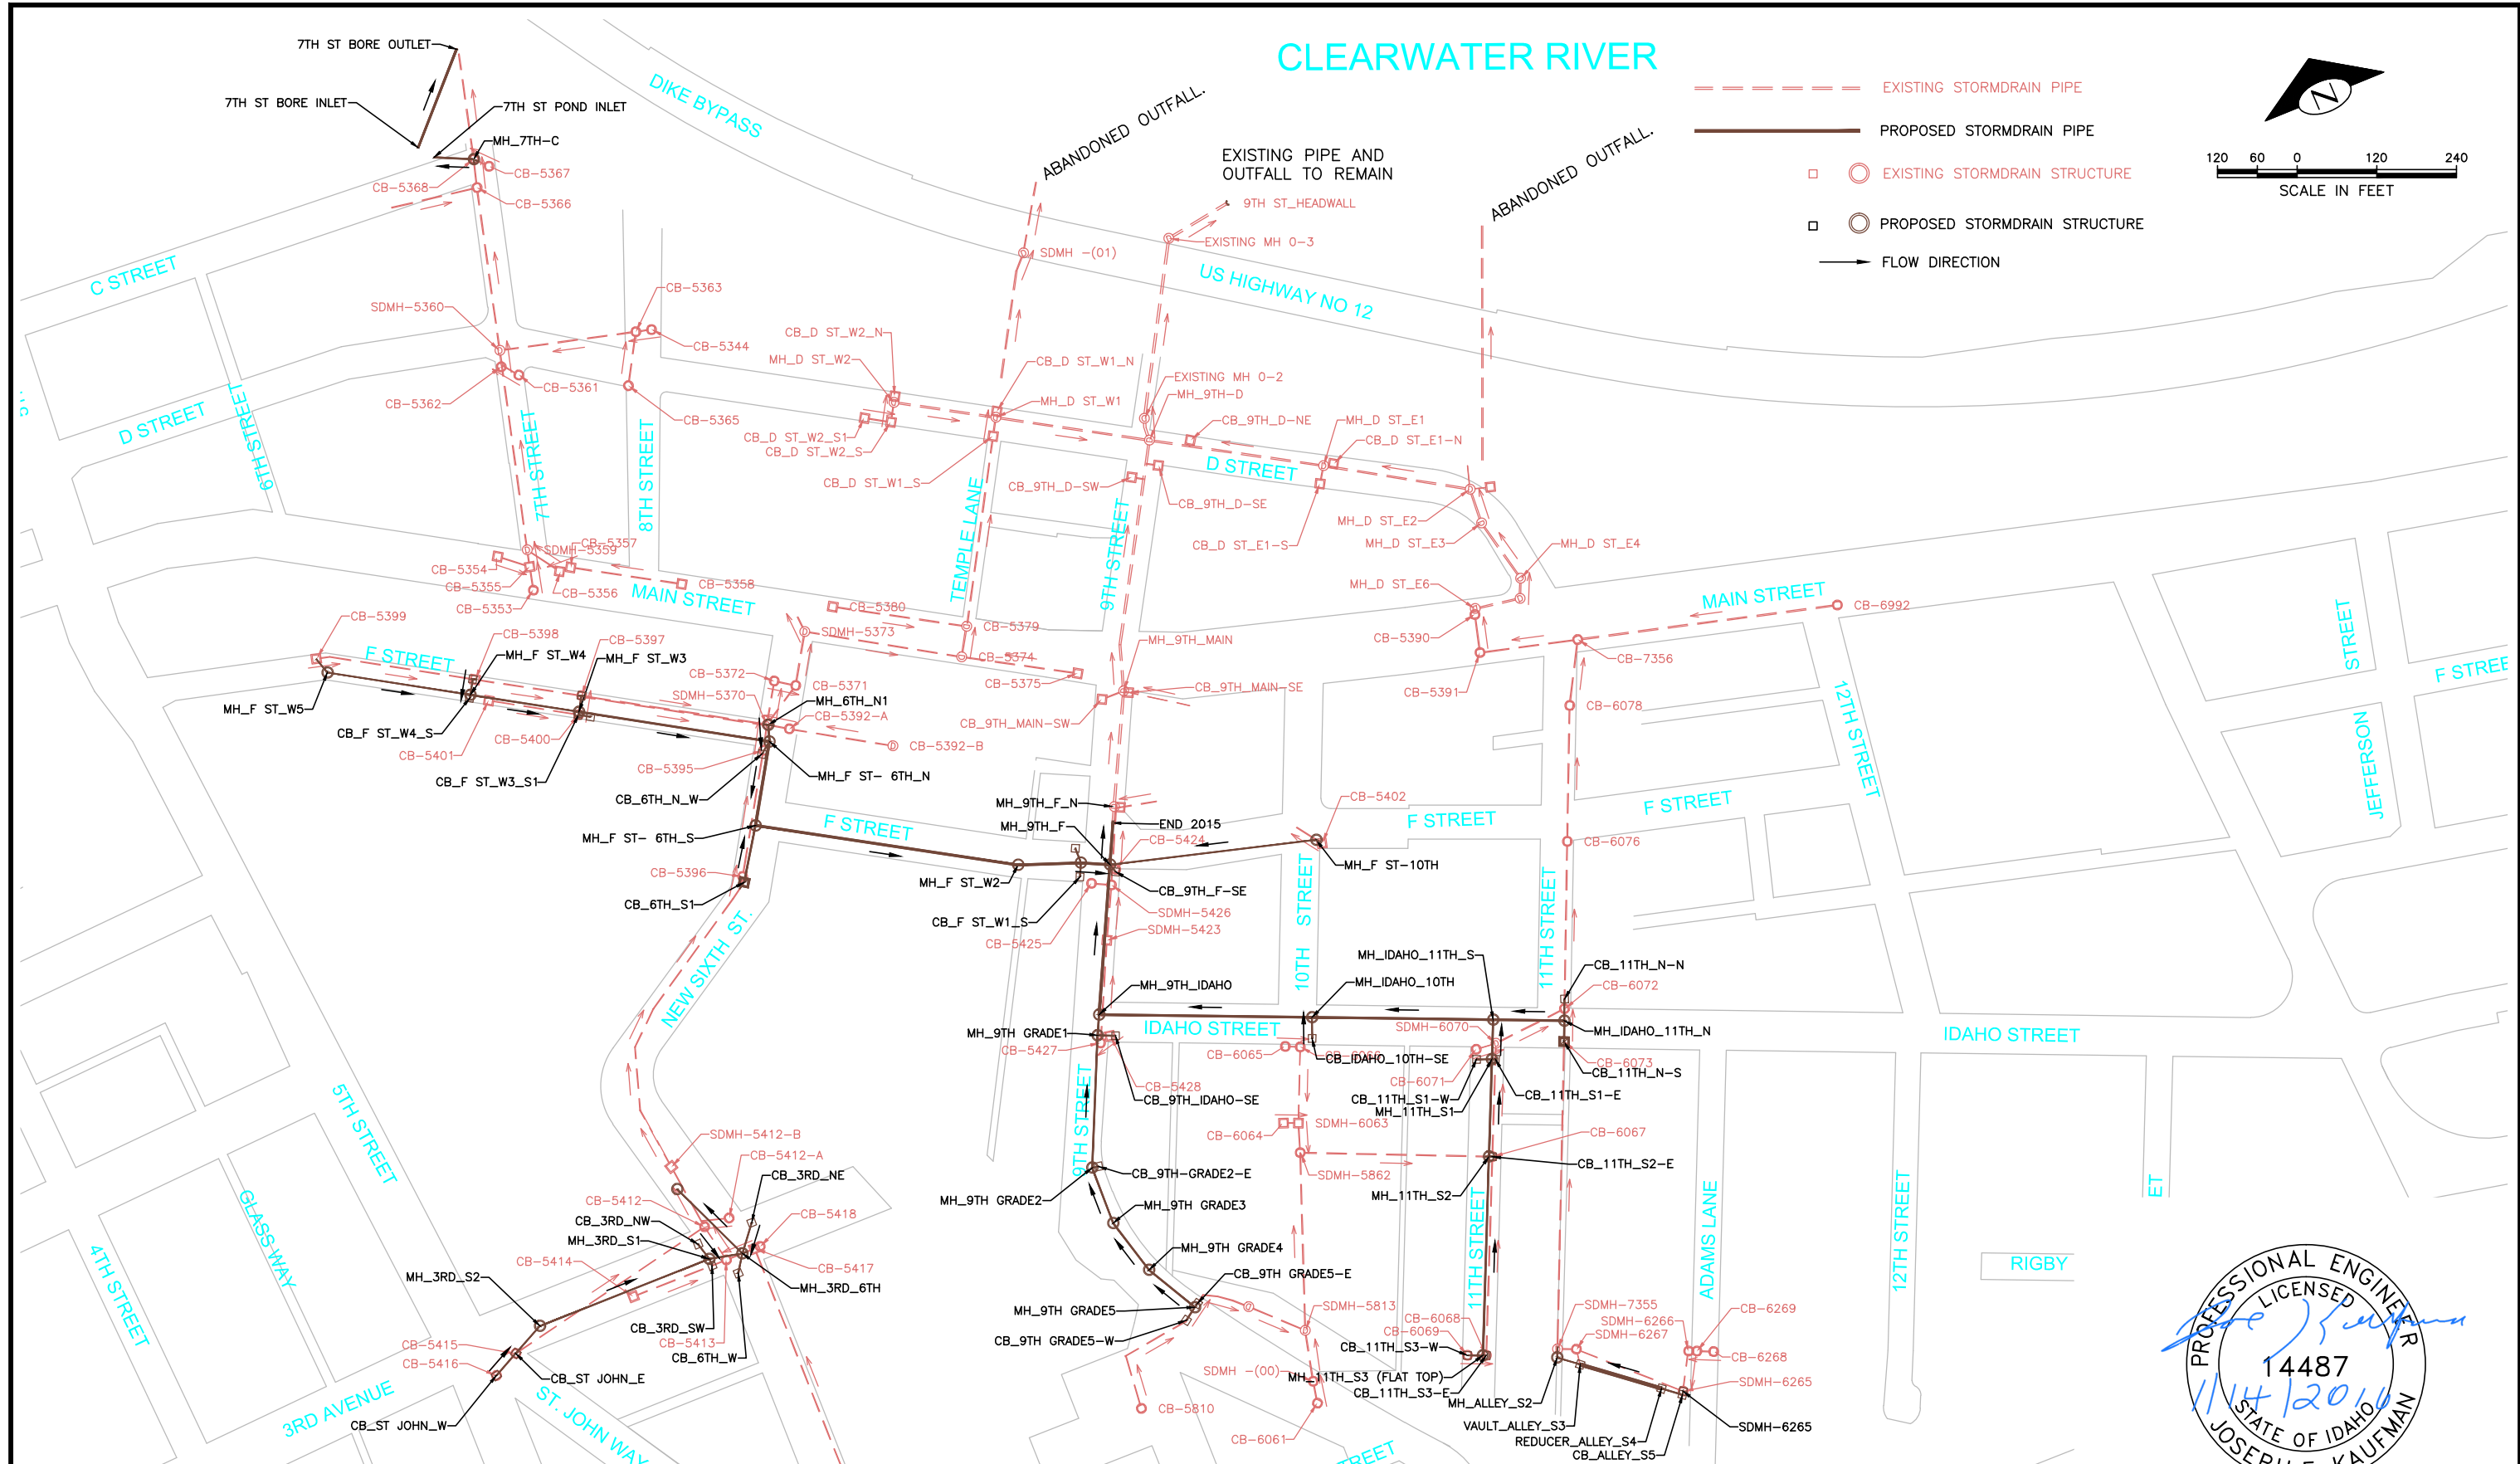 CLEARWATER RIVER
7TH ST BORE OUTLET
7TH ST BORE INLET
7TH ST POND INLET
MH_7TH-C
CB-5367
CB-5368
CB-5366
DIKE BYPASS
ABANDONED OUTFALL.
EXISTING PIPE AND
OUTFALL TO REMAIN
ABANDONED OUTFALL.
9TH ST_HEADWALL
EXISTING MH 0-3
SDMH -(01)
US HIGHWAY NO 12
EXISTING STORMDRAIN PIPE
PROPOSED STORMDRAIN PIPE
EXISTING STORMDRAIN STRUCTURE
PROPOSED STORMDRAIN STRUCTURE
FLOW DIRECTION
N
120 60 0 120 240
SCALE IN FEET
C STREET
SDMH-5360
CB-5363
CB-5344
CB-5362
CB-5361
CB-5365
D STREET
6TH STREET
7TH STREET
8TH STREET
CB_D ST_W2_N
MH_D ST_W2
CB_D ST_W2_S1
CB_D ST_W2_S
CB_D ST_W1_N
MH_D ST_W1
CB_D ST_W1_S
EXISTING MH 0-2
MH_9TH-D
CB_9TH_D-NE
MH_D ST_E1
CB_D ST_E1-N
D STREET
CB_9TH_D-SW
CB_9TH_D-SE
CB_D ST_E1-S
MH_D ST_E2
MH_D ST_E3
MH_D ST_E4
MH_D ST_E6
TEMPLE LANE
9TH STREET
CB-5357
SDMH-5359
CB-5354
CB-5355
CB-5353
CB-5356
CB-5358
MAIN STREET
CB-5380
CB-5379
SDMH-5373
CB-5374
CB-5375
MH_9TH_MAIN
CB_9TH_MAIN-SE
CB_9TH_MAIN-SW
CB-5390
CB-5391
MAIN STREET
CB-6992
CB-7356
CB-6078
12TH STREET
STREET
JEFFERSON
F STREE
CB-5399
F STREET
CB-5398
CB-5397
MH_F ST_W4
MH_F ST_W3
CB-5372
CB-5371
SDMH-5370
MH_6TH_N1
CB-5392-A
CB-5392-B
MH_F ST_W5
CB_F ST_W4_S
CB-5401
CB-5400
CB_F ST_W3_S1
CB-5395
CB_6TH_N_W
MH_F ST- 6TH_N
MH_F ST- 6TH_S
F STREET
MH_9TH_F_N
MH_9TH_F
END 2015
CB-5424
CB-5402
F STREET
F STREET
CB-6076
MH_F ST-10TH
CB-5396
CB_6TH_S1
MH_F ST_W2
CB_9TH_F-SE
CB_F ST_W1_S
SDMH-5426
CB-5425
SDMH-5423
10TH STREET
11TH STREET
NEW SIXTH ST.
MH_9TH_IDAHO
MH_IDAHO_11TH_S
MH_IDAHO_10TH
CB_11TH_N-N
CB-6072
MH_9TH GRADE1
CB-5427
IDAHO STREET
SDMH-6070
MH_IDAHO_11TH_N
IDAHO STREET
CB-6065
CB_IDAHO_10TH-SE
CB-6073
CB_11TH_N-S
CB-6071
CB-5428
CB_9TH_IDAHO-SE
CB_11TH_S1-W
CB_11TH_S1-E
MH_11TH_S1
CB-6064
SDMH-6063
CB-6067
9TH STREET
5TH STREET
SDMH-5412-B
CB-5412-A
CB_3RD_NE
CB_9TH-GRADE2-E
SDMH-5862
CB_11TH_S2-E
MH_11TH_S2
MH_9TH GRADE2
MH_9TH GRADE3
GLASS WAY
4TH STREET
CB-5412
CB_3RD_NW
MH_3RD_S1
CB-5418
CB-5414
CB-5417
MH_3RD_S2
MH_3RD_6TH
MH_9TH GRADE4
CB_9TH GRADE5-E
MH_9TH GRADE5
CB_9TH GRADE5-W
SDMH-5813
11TH STREET
ADAMS LANE
12TH STREET
ET
RIGBY
CB-5415
CB-5416
CB_3RD_SW
CB-5413
CB_6TH_W
CB_ST JOHN_E
CB_ST JOHN_W
3RD AVENUE
ST. JOHN WAY
CB-6068
CB-6069
CB_11TH_S3-W
SDMH -(00)
MH_11TH_S3 (FLAT TOP)
CB_11TH_S3-E
CB-5810
CB-6061
SDMH-7355
SDMH-6266
SDMH-6267
CB-6269
CB-6268
SDMH-6265
MH_ALLEY_S2
VAULT_ALLEY_S3
REDUCER_ALLEY_S4
CB_ALLEY_S5
SDMH-6265
STREET
PROFESSIONAL ENGINEER
LICENSED
14487
1/14/2016
STATE OF IDAHO
JOSEPH E. KAUFMAN